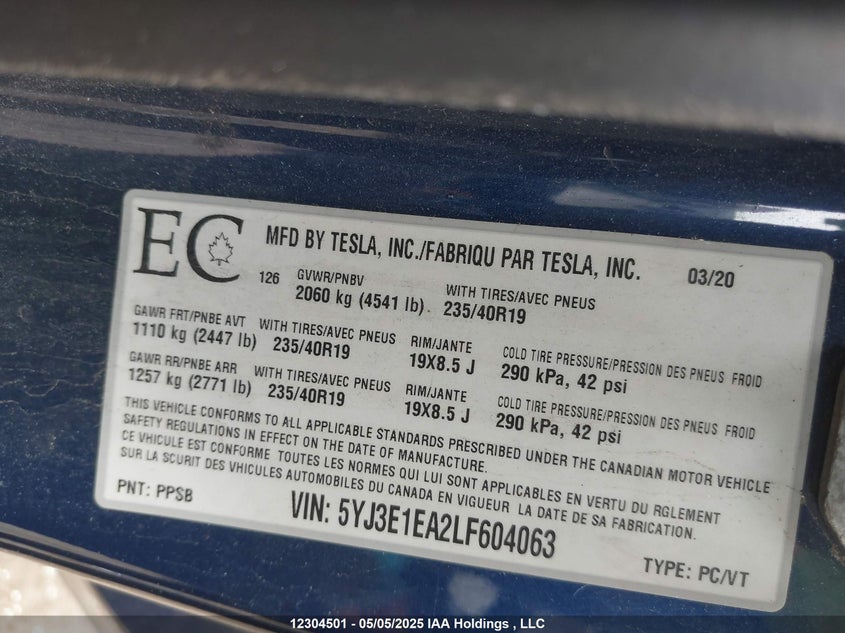 EC
MFD BY TESLA, INC./FABRIQU PAR TESLA, INC. 03/20
126 GVWR/PNBV
2060 kg (4541 lb) WITH TIRES/AVEC PNEUS
235/40R19
GAWR FRT/PNBE AVT WITH TIRES/AVEC PNEUS RIM/JANTE COLD TIRE PRESSURE/PRESSION DES PNEUS FROID
1110 kg (2447 lb) 235/40R19 19X8.5 J 290 kPa, 42 psi
GAWR RR/PNBE ARR WITH TIRES/AVEC PNEUS RIM/JANTE COLD TIRE PRESSURE/PRESSION DES PNEUS FROID
1257 kg (2771 lb) 235/40R19 19X8.5 J 290 kPa, 42 psi
THIS VEHICLE CONFORMS TO ALL APPLICABLE STANDARDS PRESCRIBED UNDER THE CANADIAN MOTOR VEHICLE
SAFETY REGULATIONS IN EFFECT ON THE DATE OF MANUFACTURE.
CE VHICULE EST CONFORME TOUTES LES NORMES QUI LUI SONT APPLICABLES EN VERTU DU RGLEMENT
SUR LA SCURIT DES VHICULES AUTOMOBILES DU CANADA EN VIGUEUR LA DATE DE SA FABRICATION.
PNT: PPSB VIN: 5YJ3E1EA2LF604063 TYPE: PC/VT
12304501 - 05/05/2025 IAA Holdings , LLC